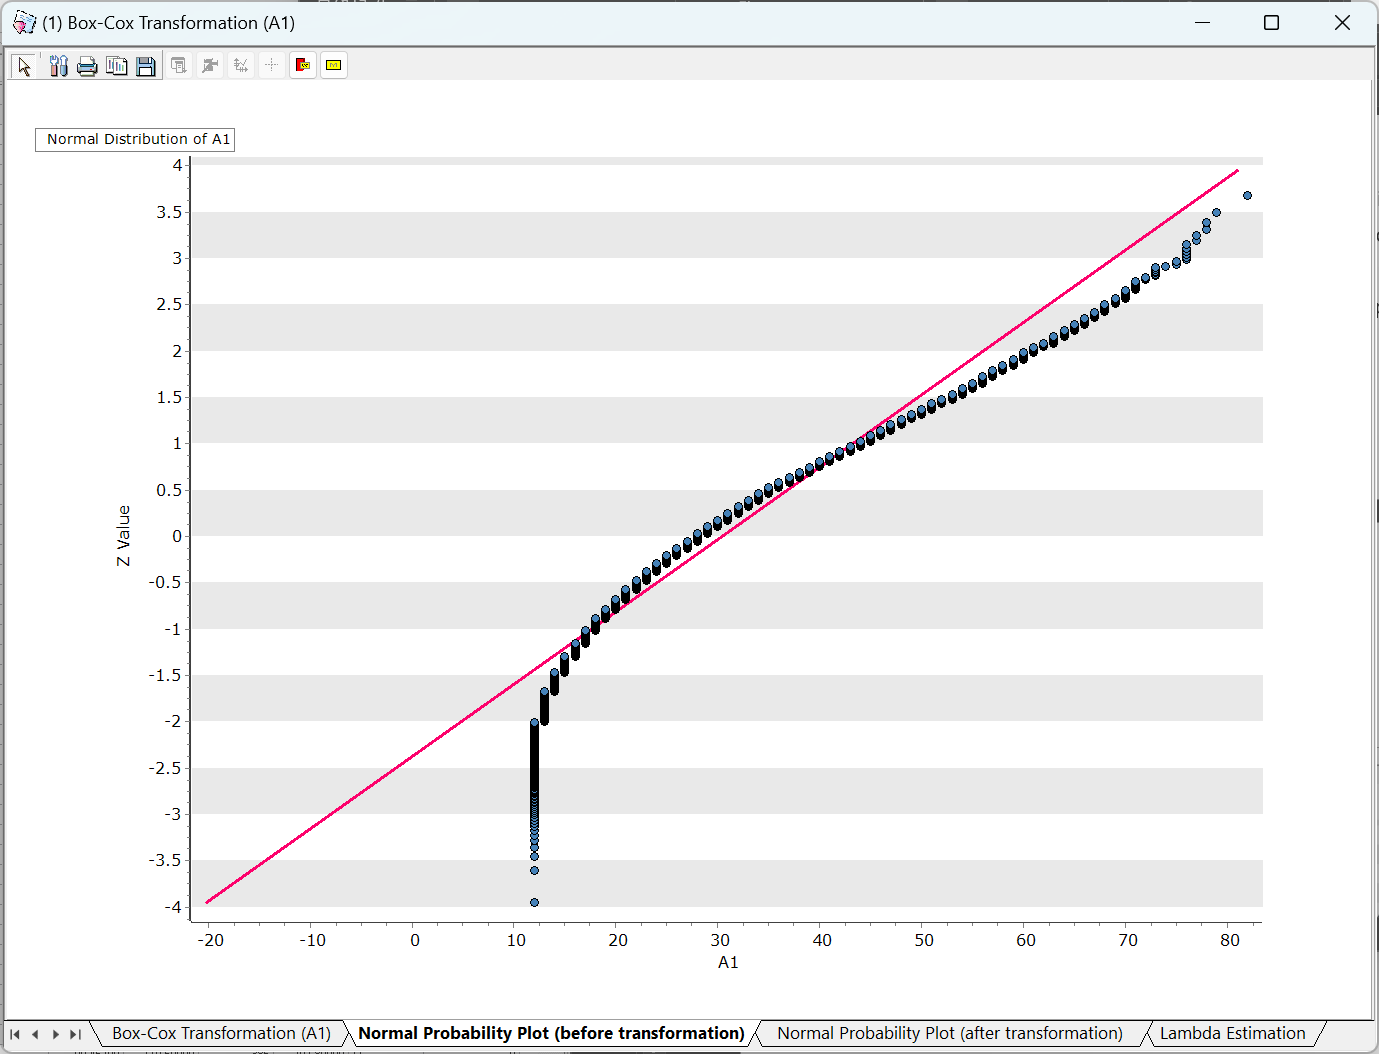 (1) Box-Cox Transformation (A1)
Normal Distribution of A1
4
3.5
3
2.5
2
1.5
1
0.5
0
-0.5
-1
-1.5
-2
-2.5
-3
-3.5
-4
Z Value
-20 -10 0 10 20 30 40 50 60 70 80
A1
Box-Cox Transformation (A1) Normal Probability Plot (before transformation) Normal Probability Plot (after transformation) Lambda Estimation